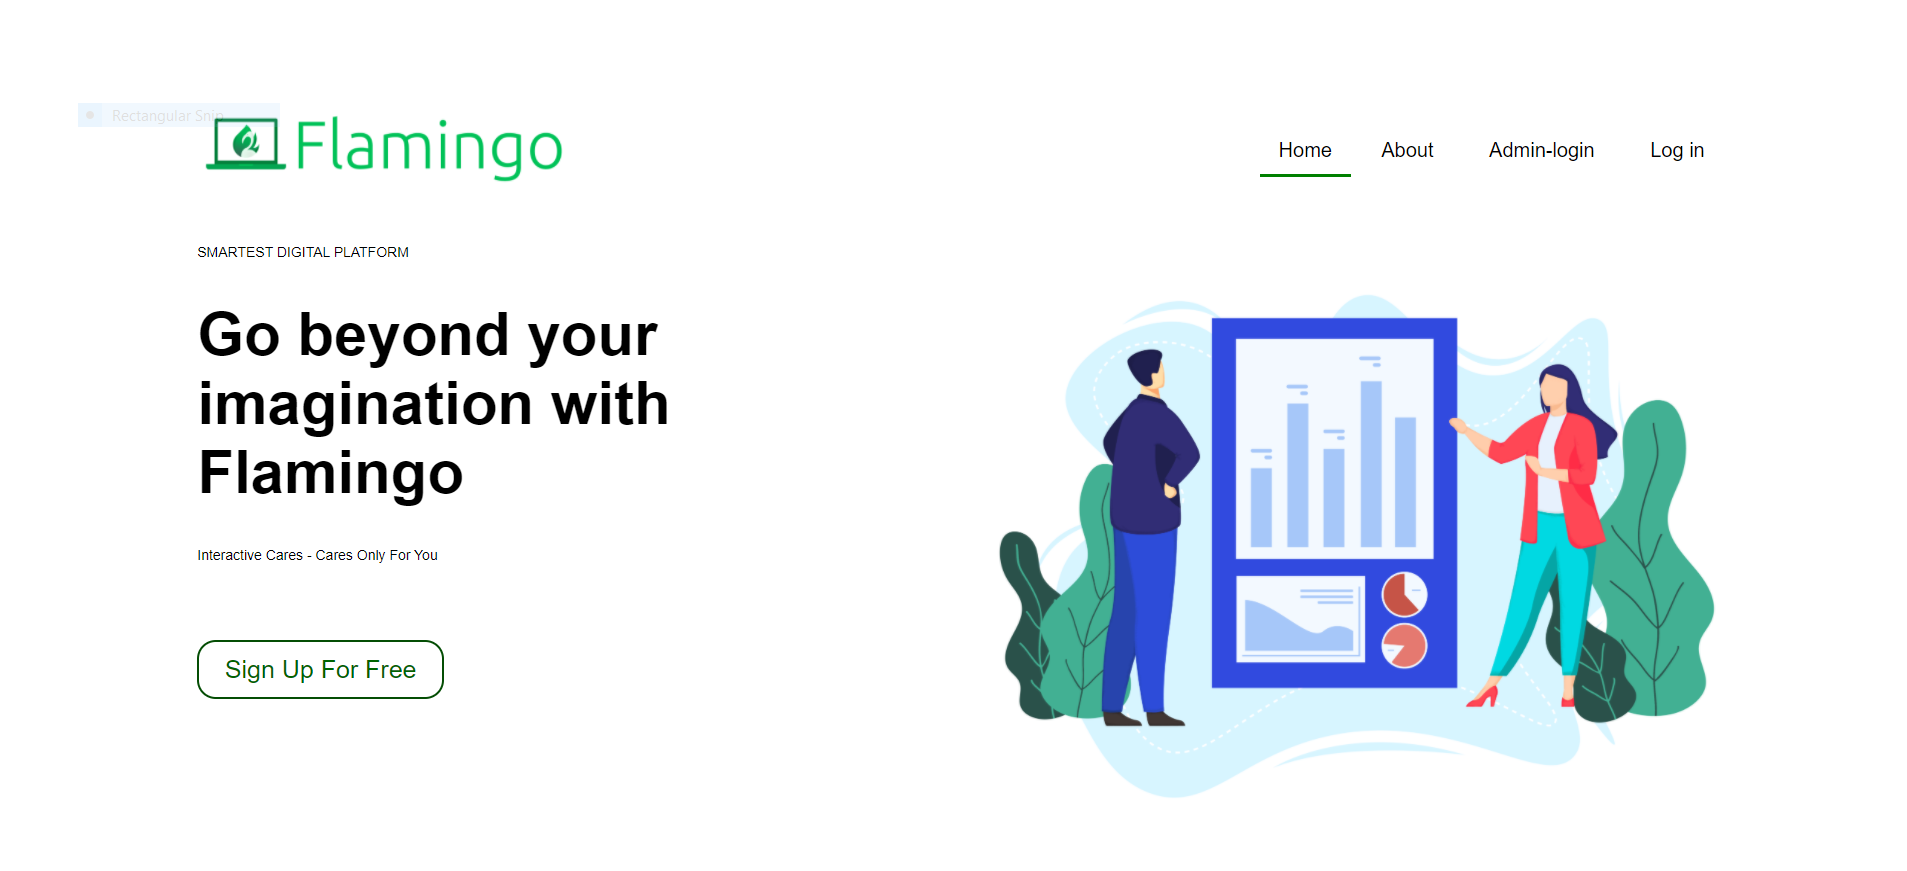 Rectangular Snip
Flamingo
Home About Admin-login Log in
SMARTEST DIGITAL PLATFORM
Go beyond your
imagination with
Flamingo
Interactive Cares - Cares Only For You
Sign Up For Free